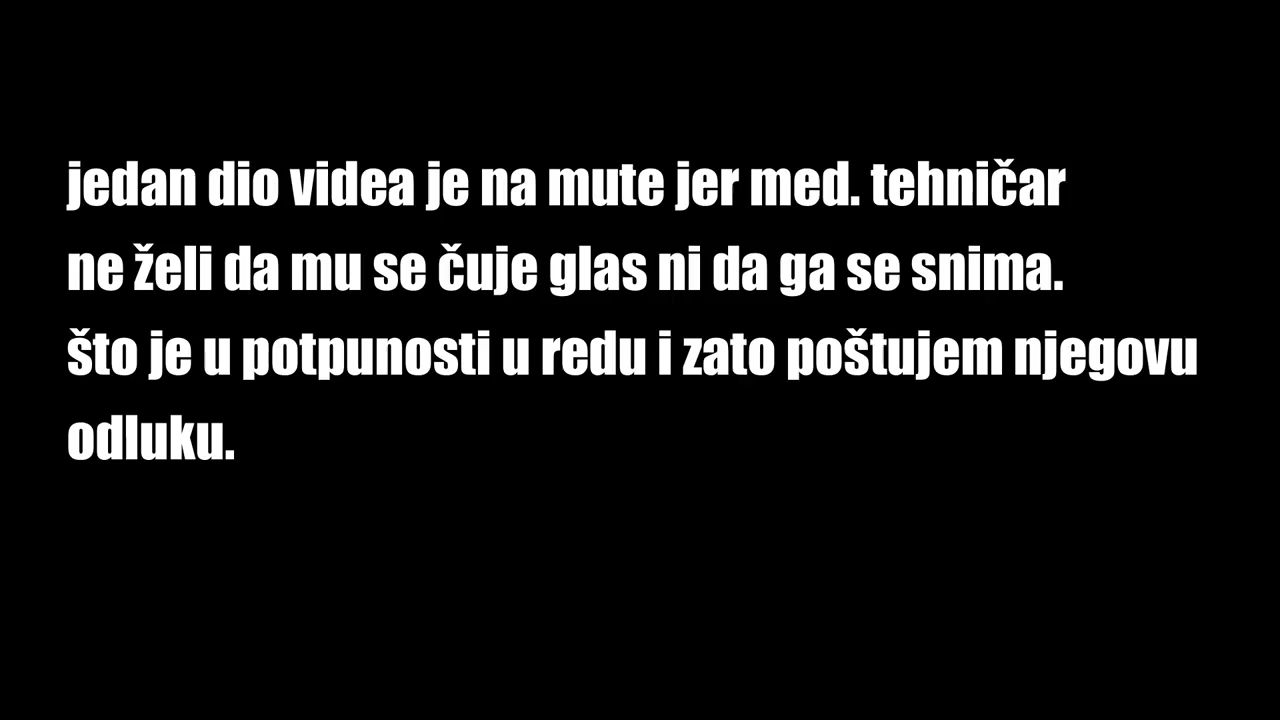 jedan dio videa je na mute jer med. tehničar
ne želi da mu se čuje glas ni da ga se snima.
što je u potpunosti u redu i zato poštujem njegovu
odluku.